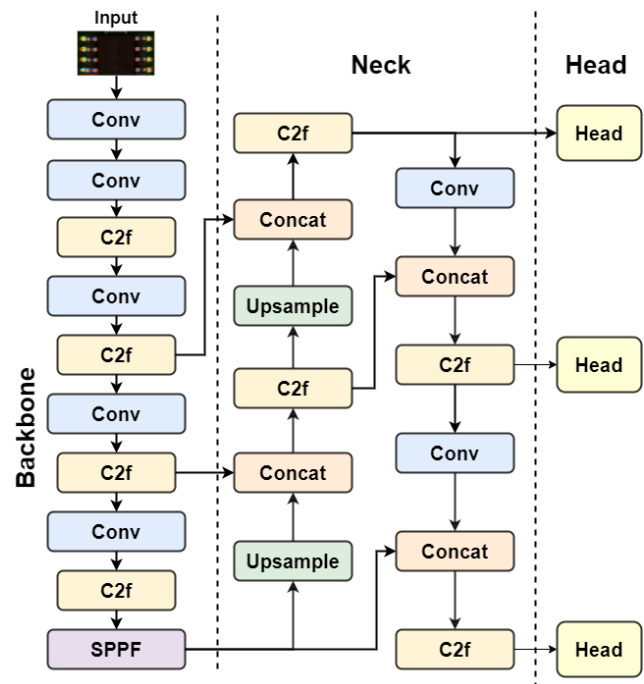 Input
Neck
Head
Backbone
Conv
Conv
C2f
Conv
C2f
Conv
C2f
Conv
C2f
SPPF
C2f
Concat
Upsample
C2f
Concat
Upsample
Conv
Concat
C2f
Conv
Concat
C2f
Head
Head
Head